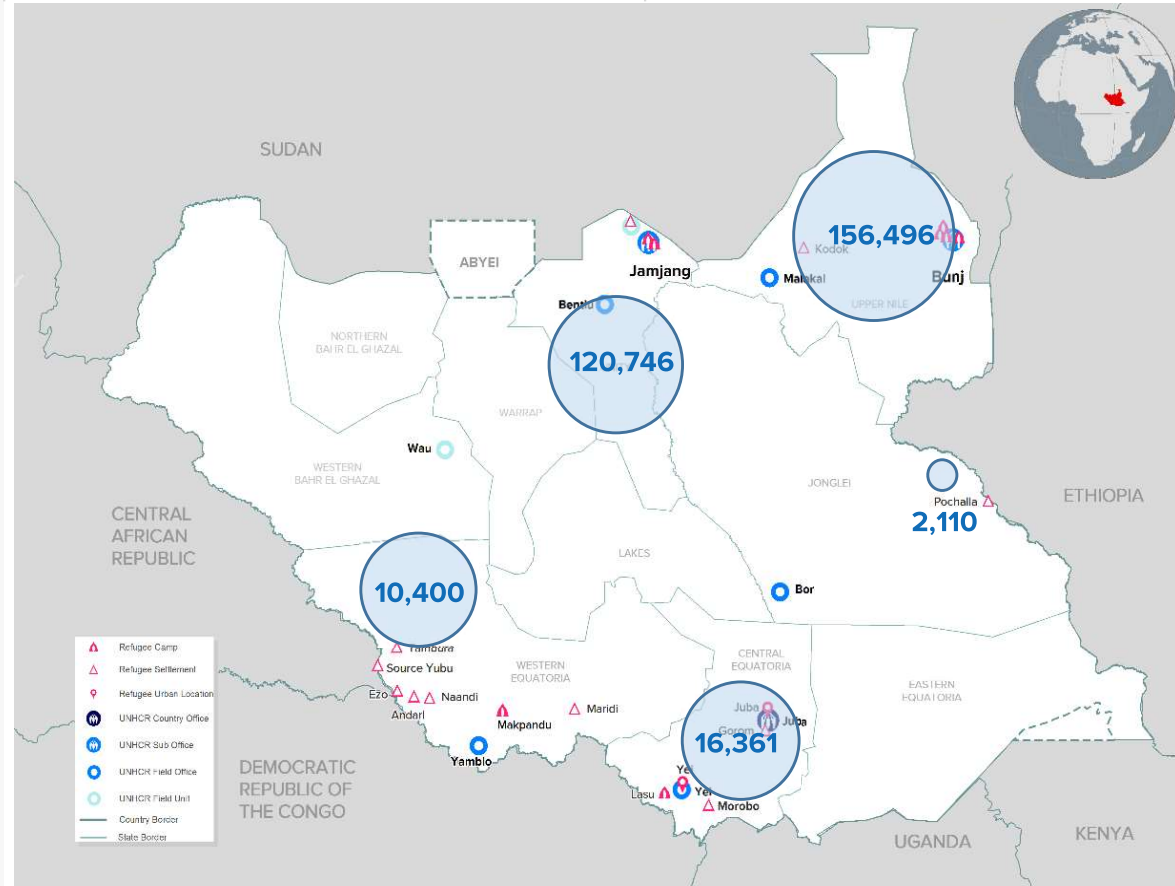 SUDAN
156,496
Kodok
Malakal
Bunj
UPPER NILE
ABYEI
Jamjang
Bentiu
120,746
NORTHERN
BAHR EL GHAZAL
WARRAP
Wau
WESTERN
BAHR EL GHAZAL
JONGLEI
Pochalla
2,110
ETHIOPIA
CENTRAL
AFRICAN
REPUBLIC
LAKES
10,400
Bor
Tambura
Source Yubu
Ezo
Naandi
Andari
Makpandu
Maridi
Yambio
WESTERN
EQUATORIA
CENTRAL
EQUATORIA
EASTERN
EQUATORIA
Juba
Juba
Gorom
16,361
Yei
Yei
Lasu
Morobo
DEMOCRATIC
REPUBLIC OF
THE CONGO
UGANDA
KENYA
Refugee Camp
Refugee Settlement
Refugee Urban Location
UNHCR Country Office
UNHCR Sub Office
UNHCR Field Office
UNHCR Field Unit
Country Border
State Border